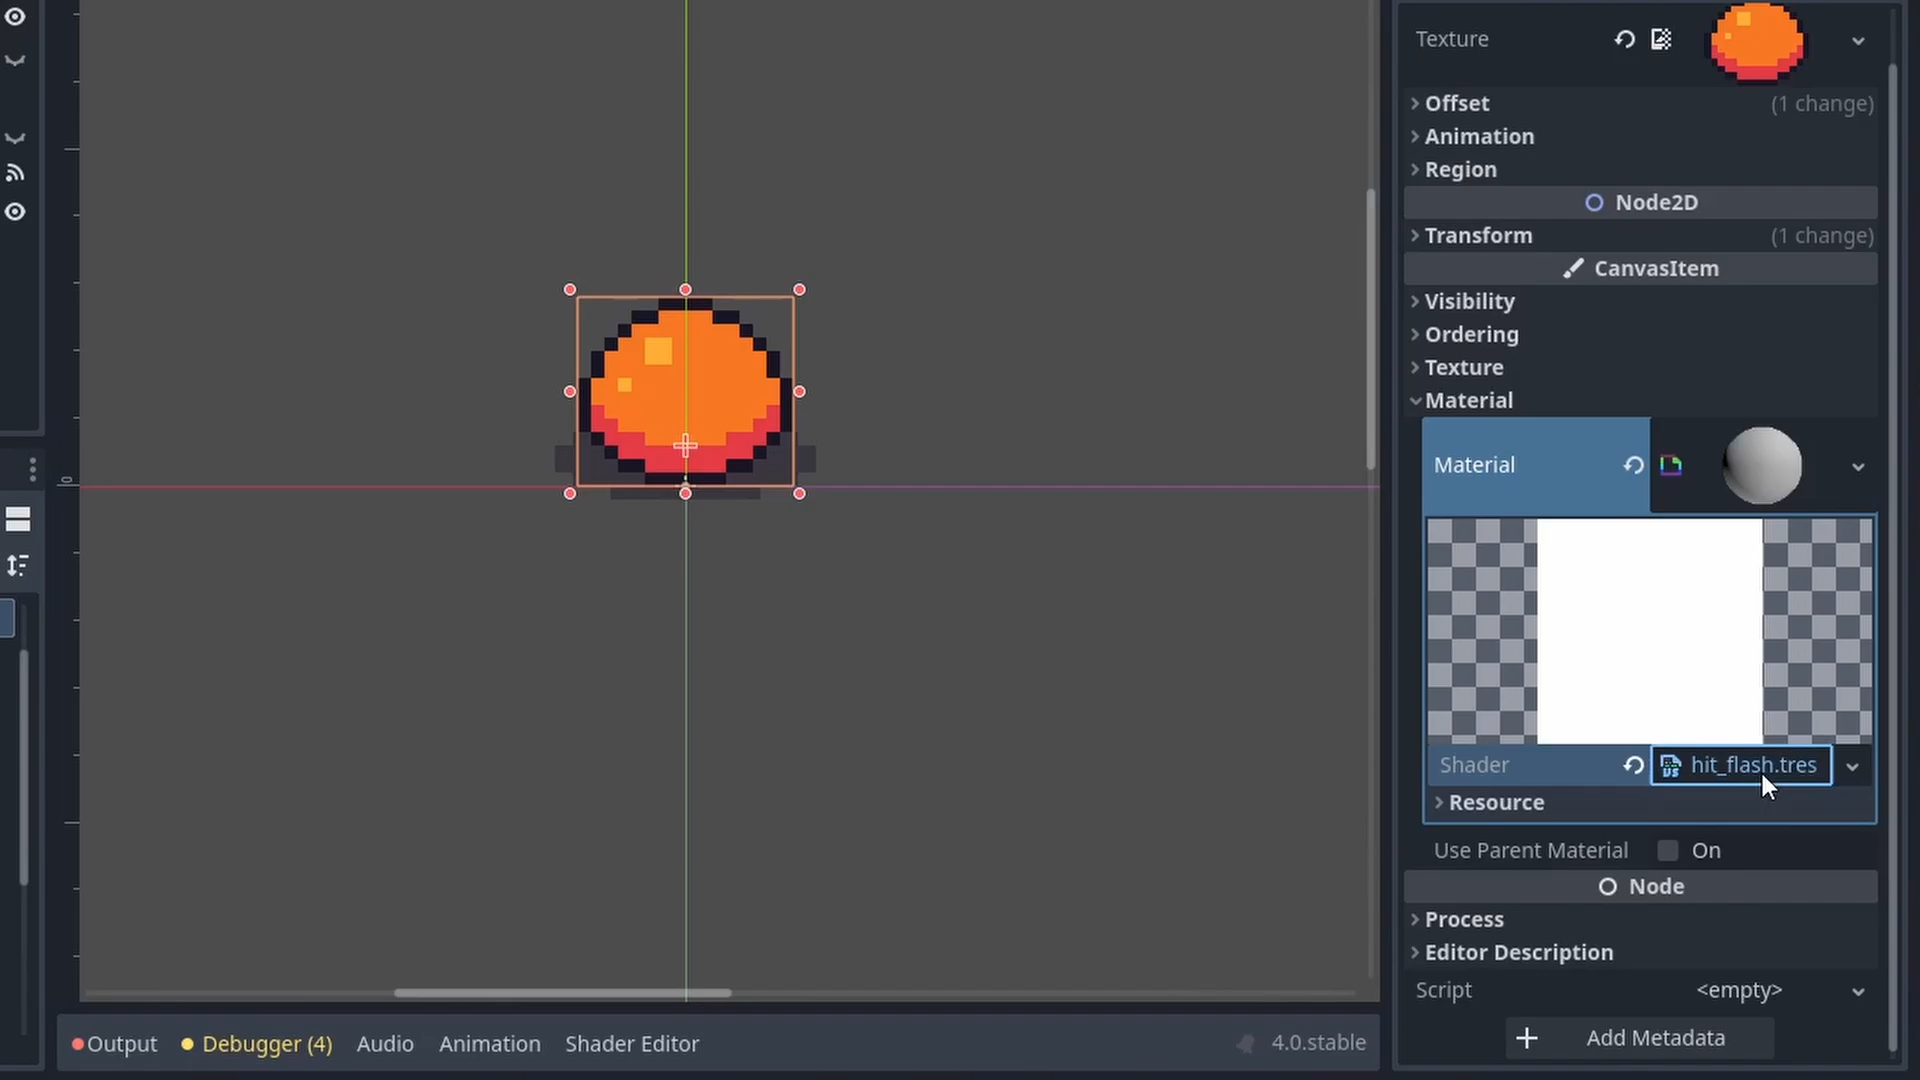 Texture
Offset (1 change)
Animation
Region
Node2D
Transform (1 change)
CanvasItem
Visibility
Ordering
Texture
Material
Material
Shader hit_flash.tres
Resource
Use Parent Material On
Node
Process
Editor Description
Script <empty>
Add Metadata
0
Output Debugger (4) Audio Animation Shader Editor 4.0.stable